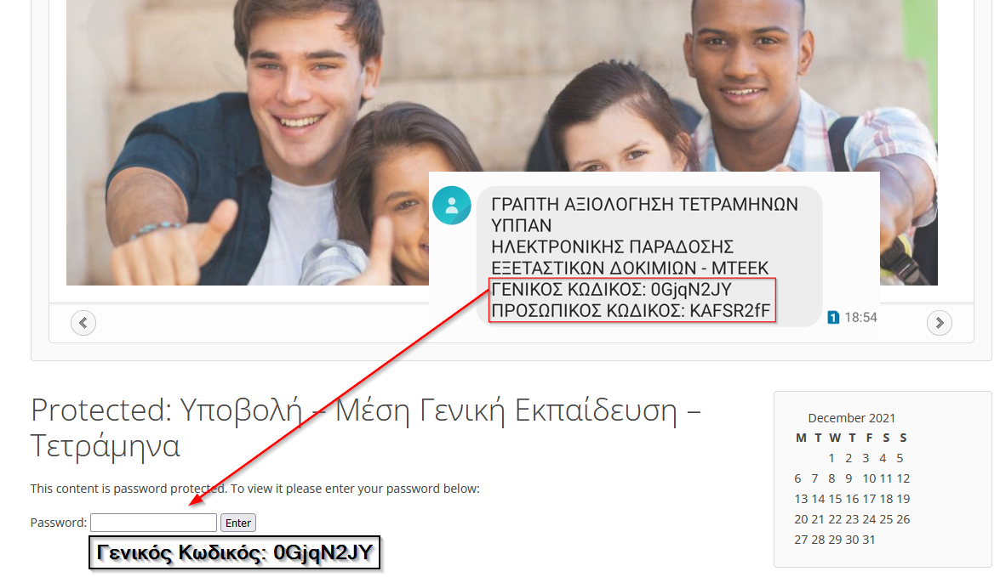 ΓΡΑΠΤΗ ΑΞΙΟΛΟΓΗΣΗ ΤΕΤΡΑΜΗΝΩΝ
ΥΠΠΑΝ
ΗΛΕΚΤΡΟΝΙΚΗΣ ΠΑΡΑΔΟΣΗΣ
ΕΞΕΤΑΣΤΙΚΩΝ ΔΟΚΙΜΙΩΝ - ΜΤΕΕΚ
ΓΕΝΙΚΟΣ ΚΩΔΙΚΟΣ: 0GjqN2JY
ΠΡΟΣΩΠΙΚΟΣ ΚΩΔΙΚΟΣ: KAFSR2fF
1 18:54
Protected: Υποβολή – Μέση Γενική Εκπαίδευση –
Τετράμηνα
This content is password protected. To view it please enter your password below:
Password: Enter
Γενικός Κωδικός: 0GjqN2JY
December 2021
M T W T F S S
1 2 3 4 5
6 7 8 9 10 11 12
13 14 15 16 17 18 19
20 21 22 23 24 25 26
27 28 29 30 31